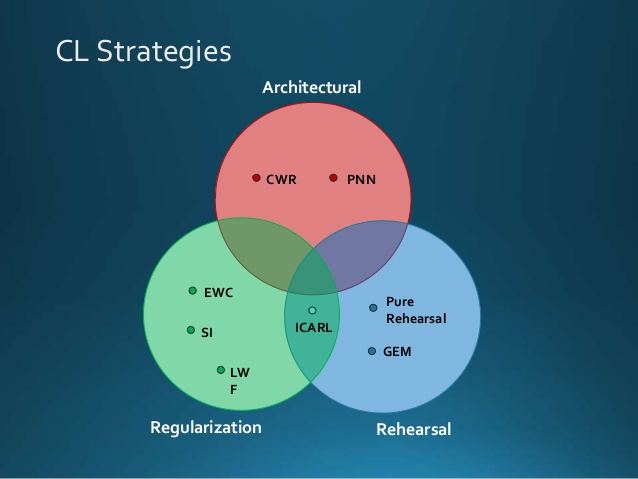 CL Strategies
Architectural
CWR
PNN
EWC
SI
LW
F
ICARL
Pure
Rehearsal
GEM
Regularization
Rehearsal